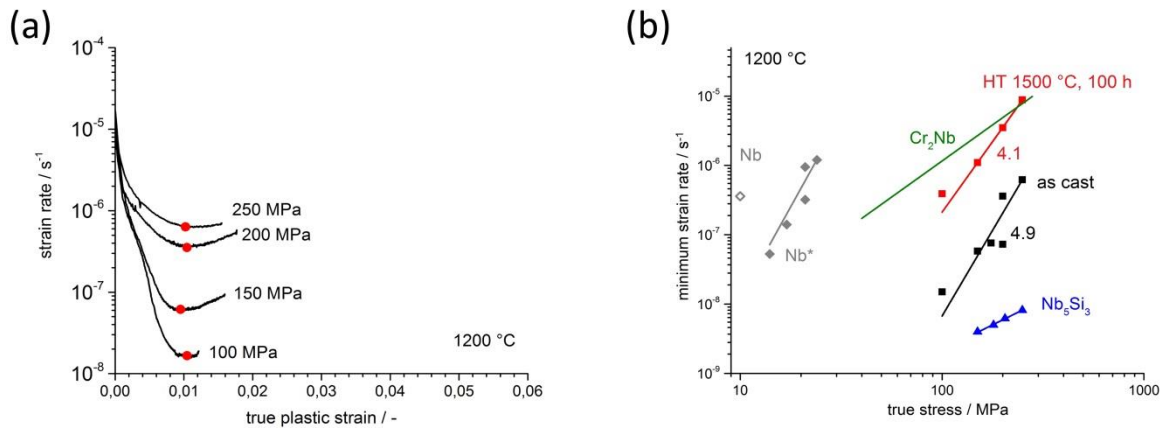 (a)
strain rate / s⁻¹
10⁻⁴
10⁻⁵
10⁻⁶
10⁻⁷
10⁻⁸
250 MPa
200 MPa
150 MPa
100 MPa
1200 °C
0,00 0,01 0,02 0,03 0,04 0,05 0,06
true plastic strain / -
(b)
minimum strain rate / s⁻¹
10⁻⁵
10⁻⁶
10⁻⁷
10⁻⁸
10⁻⁹
1200 °C
HT 1500 °C, 100 h
Cr₂Nb
4.1
Nb
as cast
Nb*
4.9
Nb₅Si₃
10 100 1000
true stress / MPa